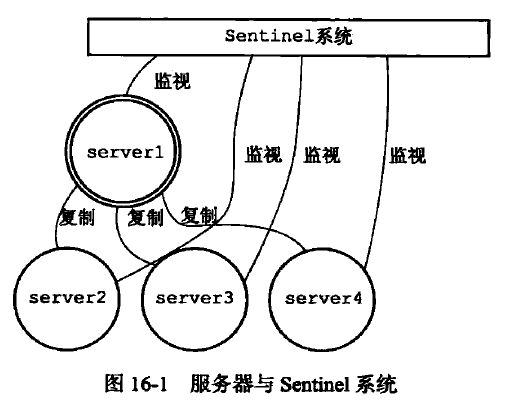 Sentinel系统
监视
server1
监视
监视
监视
复制
复制
复制
server2
server3
server4
图 16-1 服务器与 Sentinel 系统